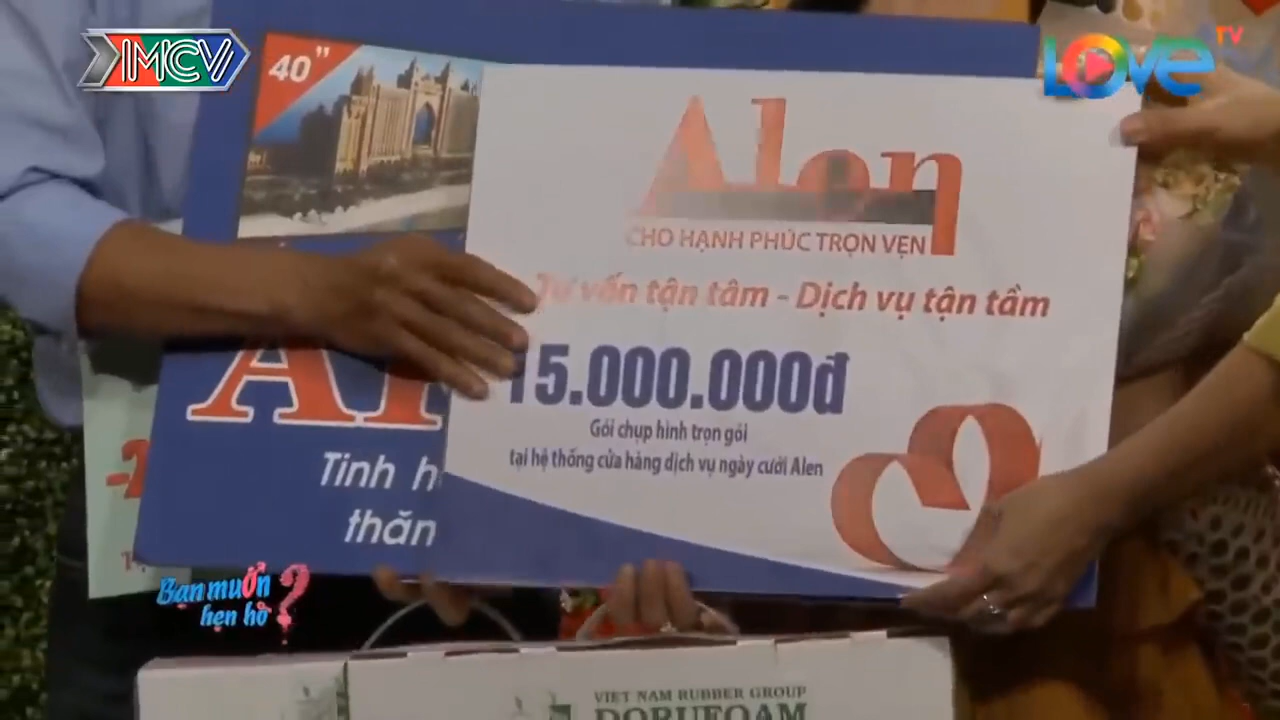 MCV
40"
LOVE TV
Alen
CHO HẠNH PHÚC TRỌN VẸN
Tư vấn tận tâm - Dịch vụ tận tầm
15.000.000đ
Gói chụp hình trọn gói
tại hệ thống cửa hàng dịch vụ ngày cưới Alen
Tinh h
thăn
Bạn muốn
hẹn hò?
VIET NAM RUBBER GROUP
DORUFOAM